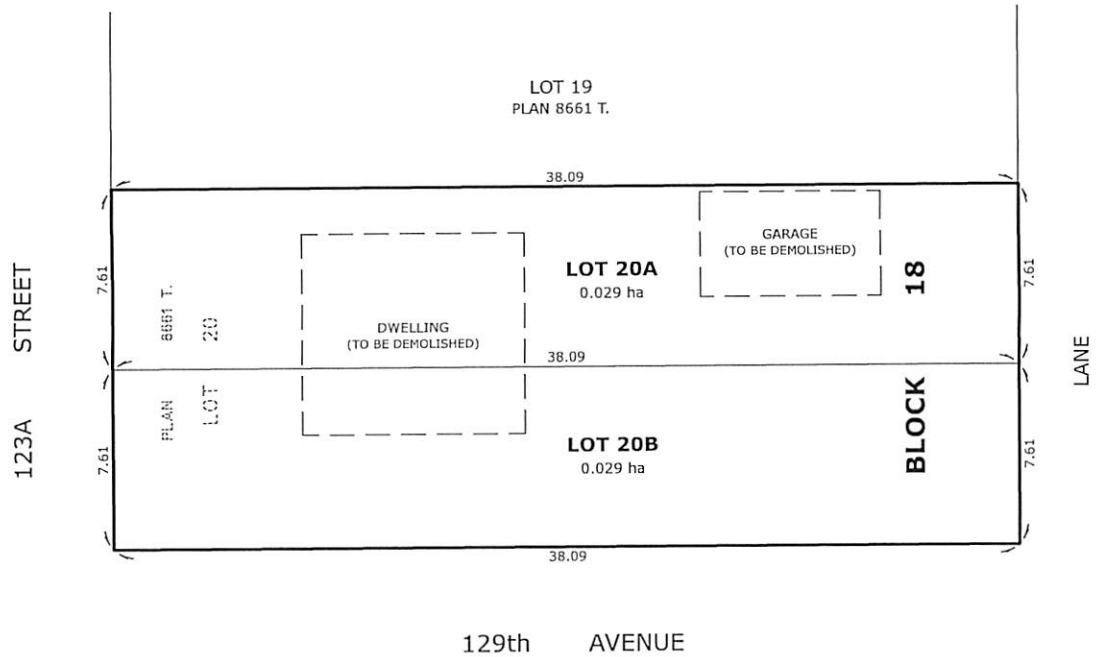 LOT 19
PLAN 8661 T.
38.09
7.61
7.61
GARAGE
(TO BE DEMOLISHED)
LOT 20A
0.029 ha
DWELLING
(TO BE DEMOLISHED)
38.09
PLAN 8661 T.
LOT 20
BLOCK 18
123A STREET
LANE
7.61
7.61
LOT 20B
0.029 ha
38.09
129th AVENUE